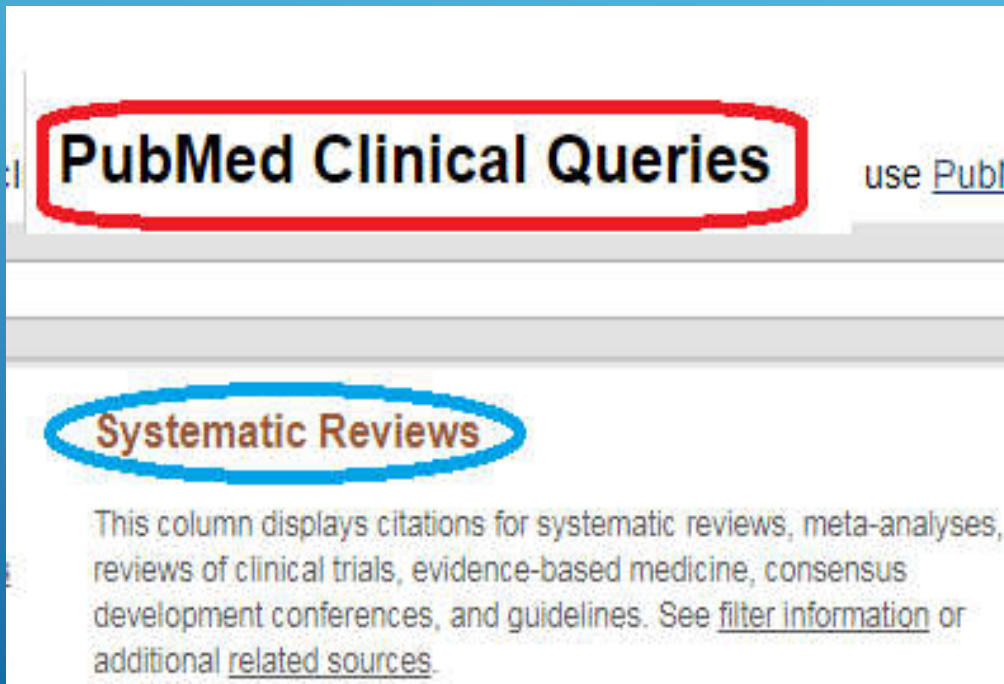 PubMed Clinical Queries
use
Systematic Reviews
This column displays citations for systematic reviews, meta-analyses,
reviews of clinical trials, evidence-based medicine, consensus
development conferences, and guidelines. See filter information or
additional related sources.